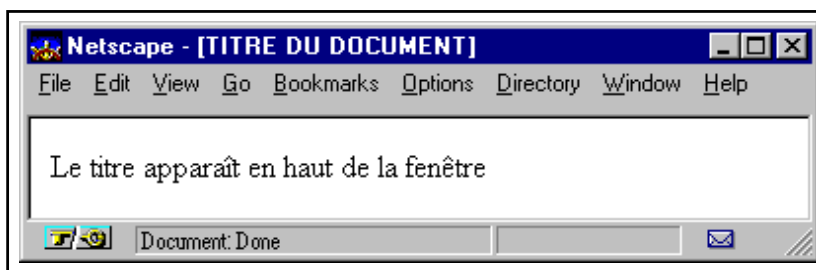 Netscape - [TITRE DU DOCUMENT]
File Edit View Go Bookmarks Options Directory Window Help
Le titre apparaît en haut de la fenêtre
Document: Done